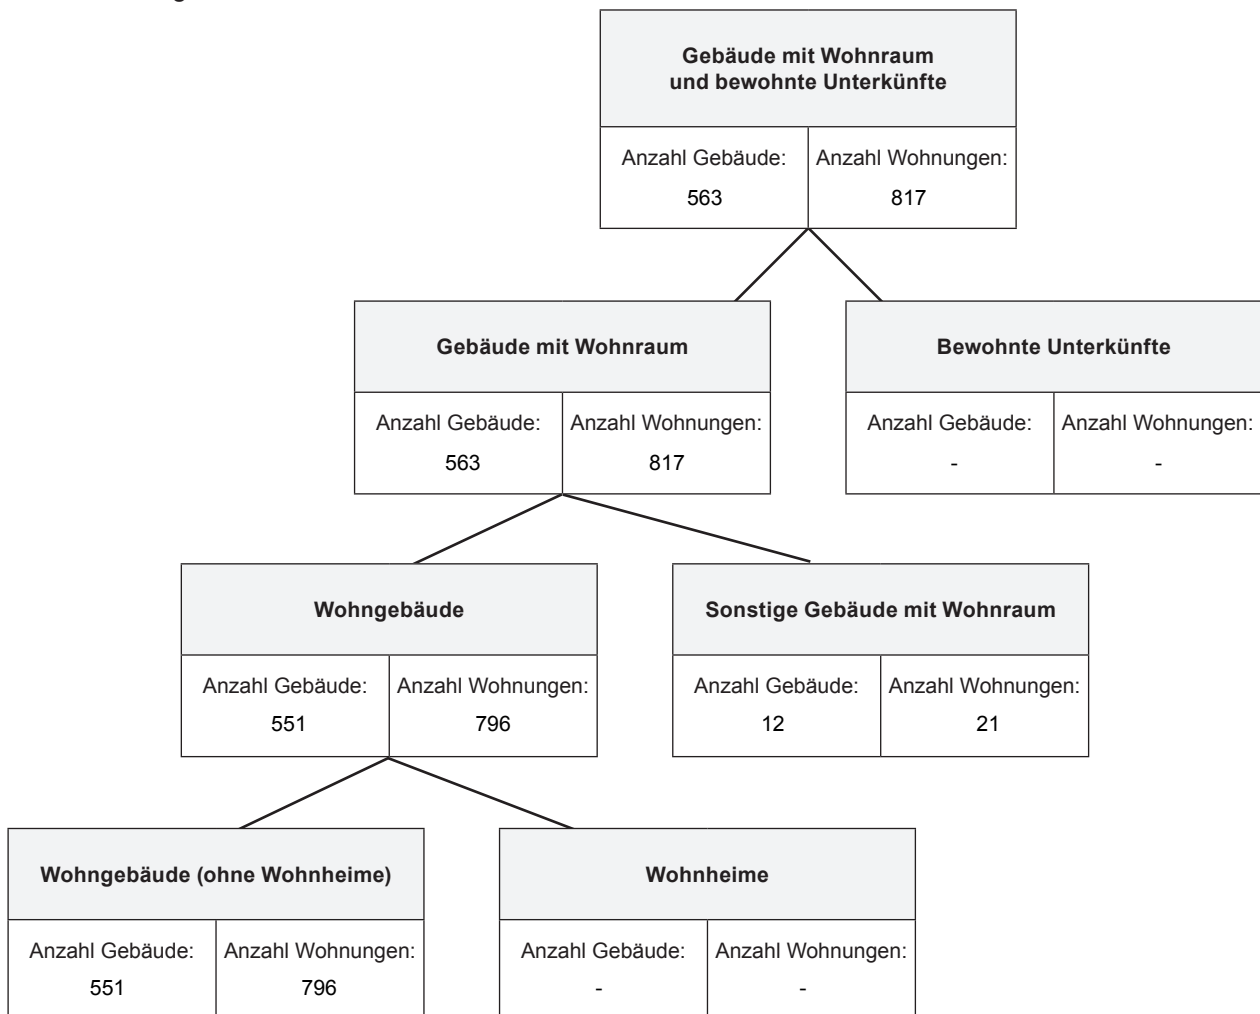 Gebäude mit Wohnraum
und bewohnte Unterkünfte
Anzahl Gebäude: Anzahl Wohnungen:
563 817
Gebäude mit Wohnraum
Bewohnte Unterkünfte
Anzahl Gebäude: Anzahl Wohnungen:
563 817
Anzahl Gebäude: Anzahl Wohnungen:
- -
Wohngebäude
Sonstige Gebäude mit Wohnraum
Anzahl Gebäude: Anzahl Wohnungen:
551 796
Anzahl Gebäude: Anzahl Wohnungen:
12 21
Wohngebäude (ohne Wohnheime)
Wohnheime
Anzahl Gebäude: Anzahl Wohnungen:
551 796
Anzahl Gebäude: Anzahl Wohnungen:
- -